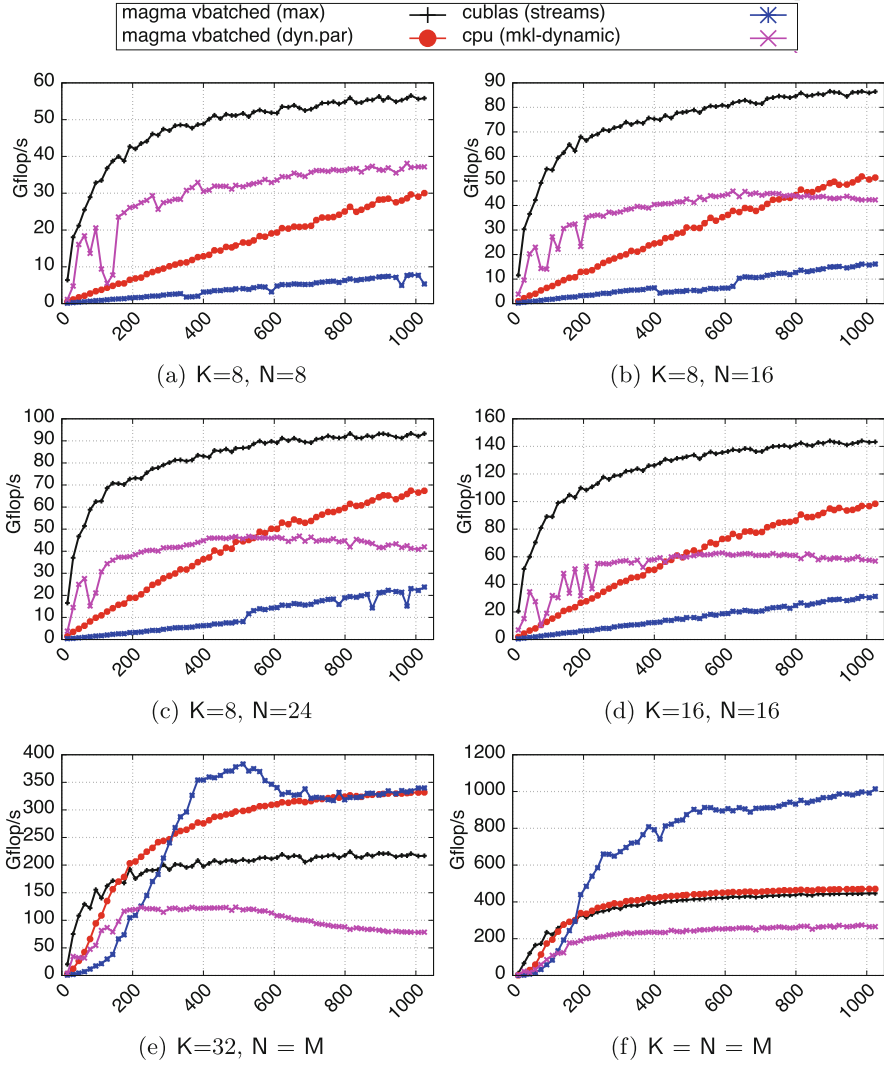 magma vbatched (max) cublas (streams)
magma vbatched (dyn.par) cpu (mkl-dynamic)
Gflop/s
60
50
40
30
20
10
0
0 200 400 600 800 1000
(a) K=8, N=8
Gflop/s
90
80
70
60
50
40
30
20
10
0
0 200 400 600 800 1000
(b) K=8, N=16
Gflop/s
100
90
80
70
60
50
40
30
20
10
0
0 200 400 600 800 1000
(c) K=8, N=24
Gflop/s
160
140
120
100
80
60
40
20
0
0 200 400 600 800 1000
(d) K=16, N=16
Gflop/s
400
350
300
250
200
150
100
50
0
0 200 400 600 800 1000
(e) K=32, N = M
Gflop/s
1200
1000
800
600
400
200
0
0 200 400 600 800 1000
(f) K = N = M